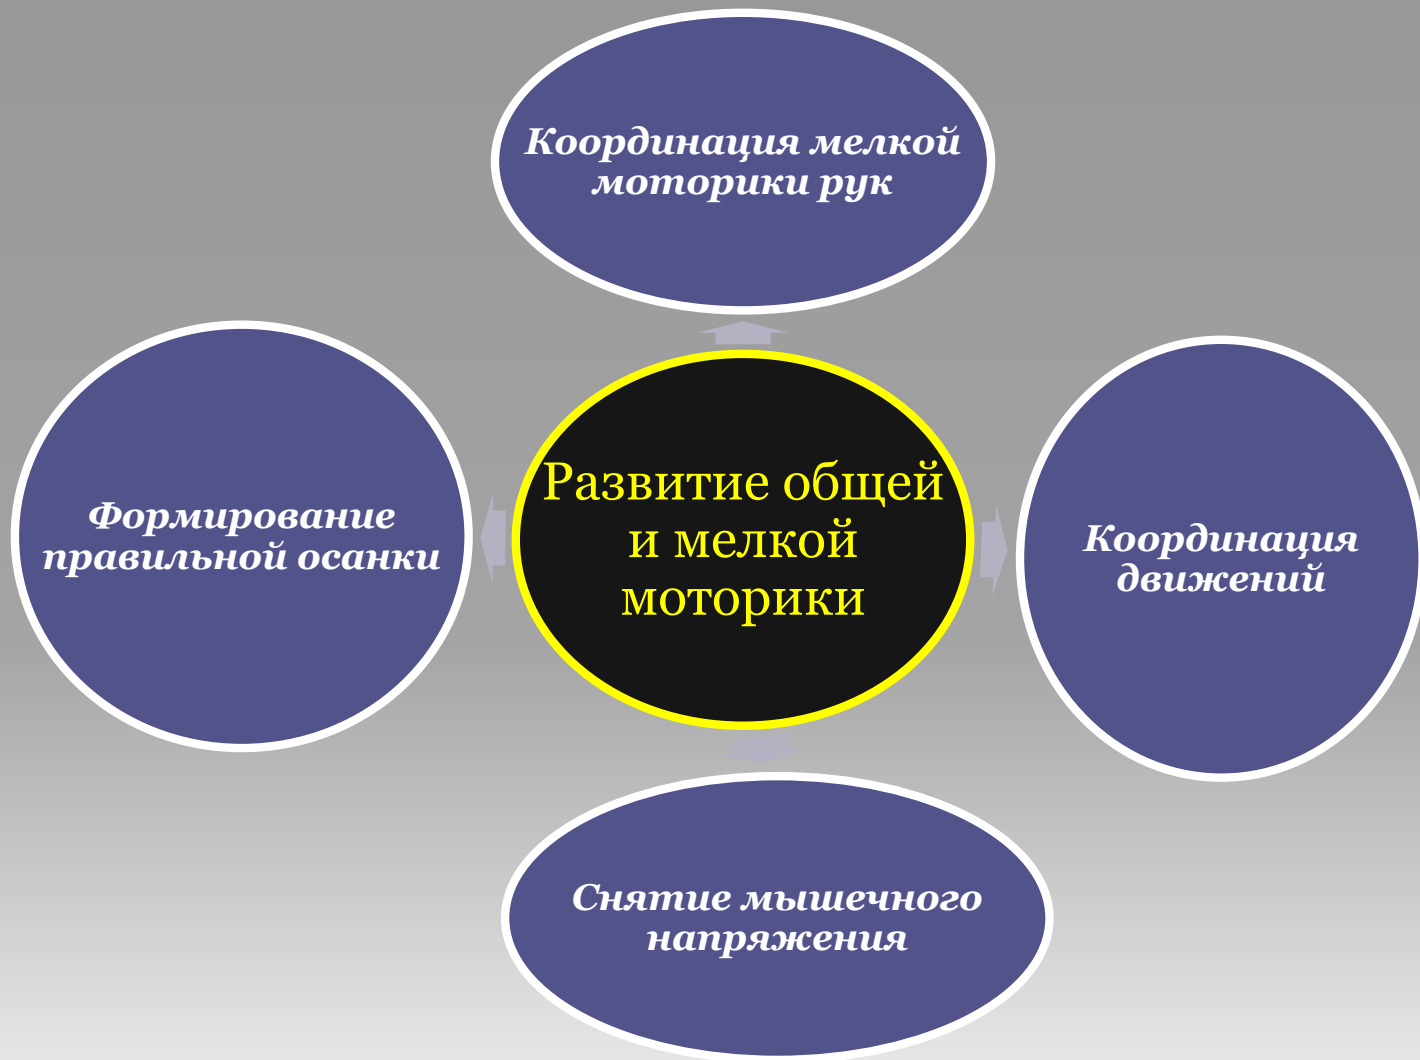 Координация мелкой
моторики рук
Формирование
правильной осанки
Развитие общей
и мелкой
моторики
Координация
движений
Снятие мышечного
напряжения